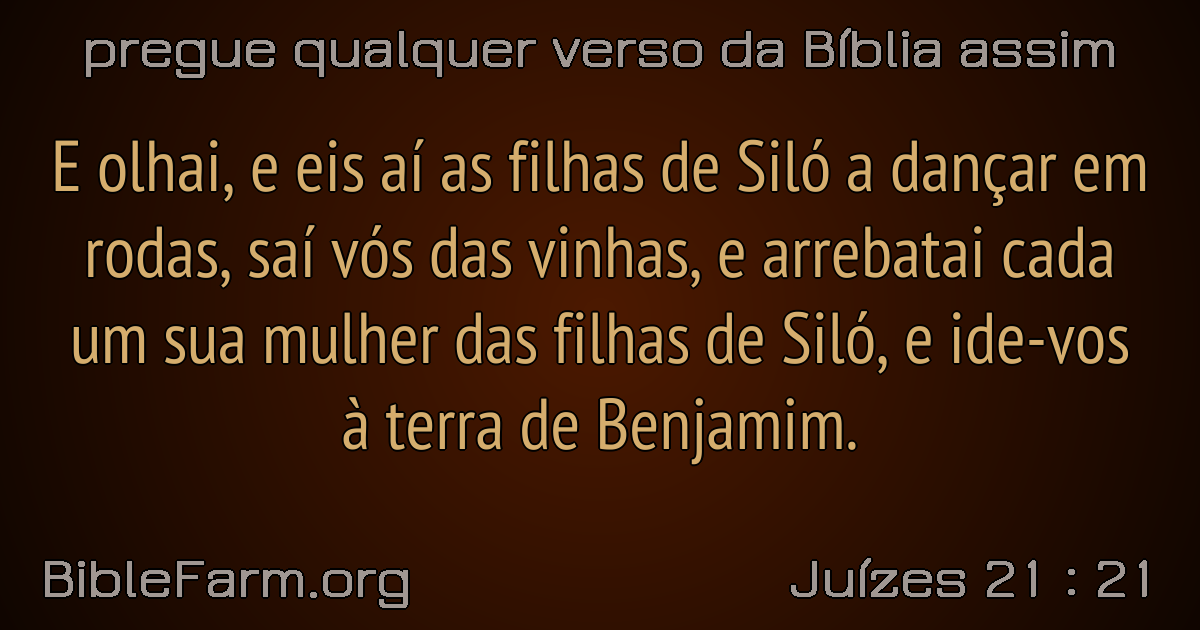 pregue qualquer verso da Bíblia assim
E olhai, e eis aí as filhas de Siló a dançar em
rodas, saí vós das vinhas, e arrebatai cada
um sua mulher das filhas de Siló, e ide-vos
à terra de Benjamim.
BibleFarm.org
Juízes 21 : 21